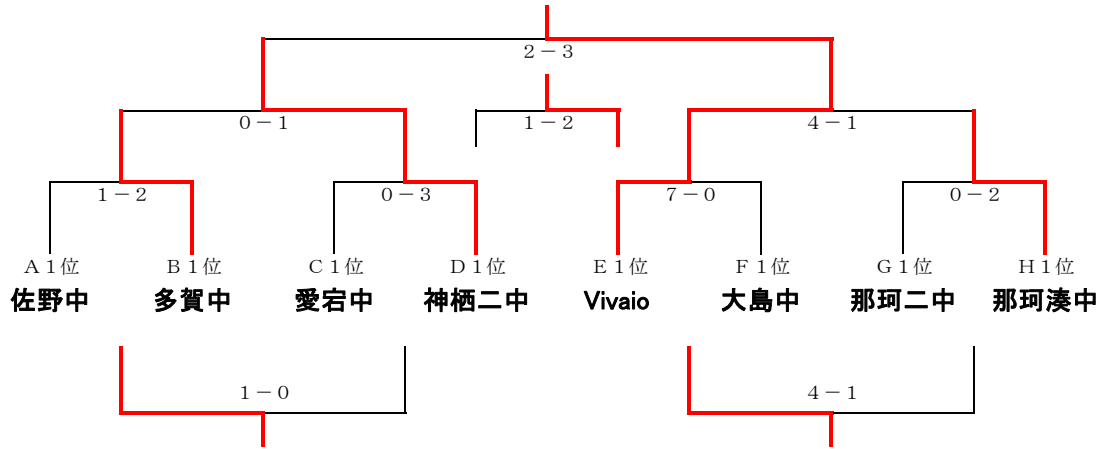 ２－３
０－１
１－２
４－１
１－２
０－３
７－０
０－２
Ａ１位
Ｂ１位
Ｃ１位
Ｄ１位
Ｅ１位
Ｆ１位
Ｇ１位
Ｈ１位
佐野中
多賀中
愛宕中
神栖二中
Vivaio
大島中
那珂二中
那珂湊中
１－０
４－１